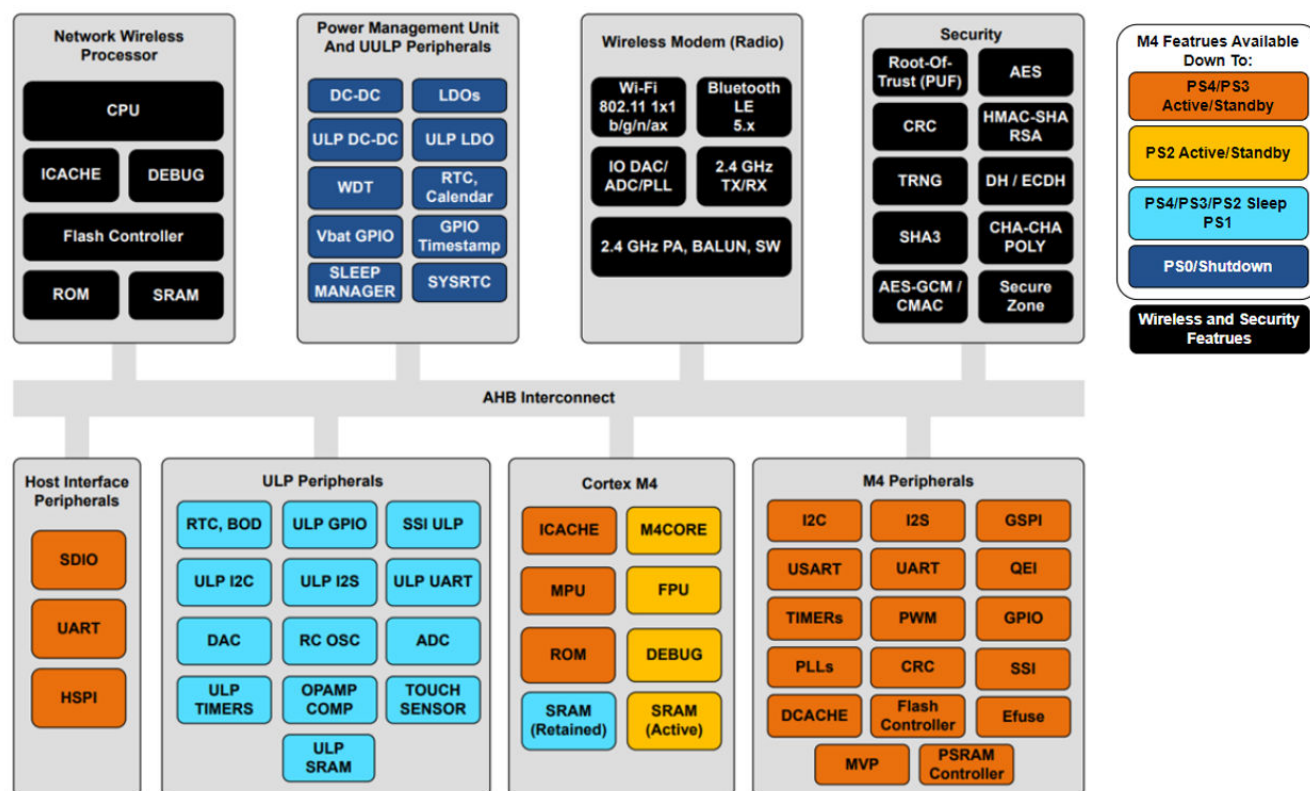 Network Wireless
Processor
CPU
ICACHE
DEBUG
Flash Controller
ROM
SRAM
Power Management Unit
And UULP Peripherals
DC-DC
LDOs
ULP DC-DC
ULP LDO
WDT
RTC,
Calendar
Vbat GPIO
GPIO
Timestamp
SLEEP
MANAGER
SYSRTC
Wireless Modem (Radio)
Wi-Fi
802.11 1x1
b/g/n/ax
Bluetooth
LE
5.x
IO DAC/
ADC/PLL
2.4 GHz
TX/RX
2.4 GHz PA, BALUN, SW
Security
Root-Of-
Trust (PUF)
AES
CRC
HMAC-SHA
RSA
TRNG
DH / ECDH
SHA3
CHA-CHA
POLY
AES-GCM /
CMAC
Secure
Zone
M4 Featrues Available
Down To:
PS4/PS3
Active/Standby
PS2 Active/Standby
PS4/PS3/PS2 Sleep
PS1
PS0/Shutdown
Wireless and Security
Featrues
AHB Interconnect
Host Interface
Peripherals
SDIO
UART
HSPI
ULP Peripherals
RTC, BOD
ULP GPIO
SSI ULP
ULP I2C
ULP I2S
ULP UART
DAC
RC OSC
ADC
ULP
TIMERS
OPAMP
COMP
TOUCH
SENSOR
ULP
SRAM
Cortex M4
ICACHE
M4CORE
MPU
FPU
ROM
DEBUG
SRAM
(Retained)
SRAM
(Active)
M4 Peripherals
I2C
I2S
GSPI
USART
UART
QEI
TIMERs
PWM
GPIO
PLLs
CRC
SSI
DCACHE
Flash
Controller
Efuse
MVP
PSRAM
Controller